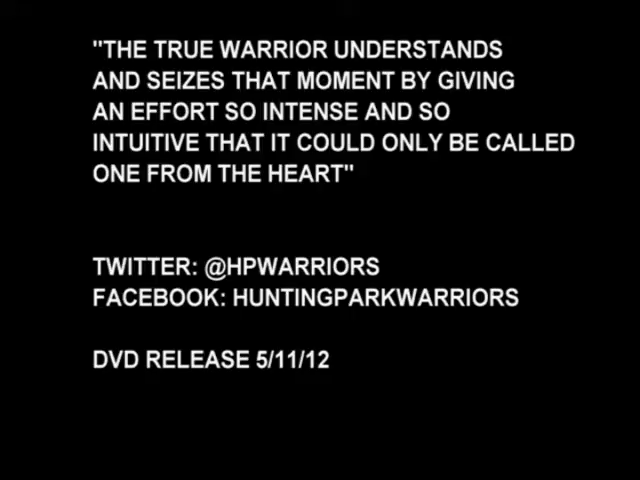 "THE TRUE WARRIOR UNDERSTANDS
AND SEIZES THAT MOMENT BY GIVING
AN EFFORT SO INTENSE AND SO
INTUITIVE THAT IT COULD ONLY BE CALLED
ONE FROM THE HEART"
TWITTER: @HPWARRIORS
FACEBOOK: HUNTINGPARKWARRIORS
DVD RELEASE 5/11/12